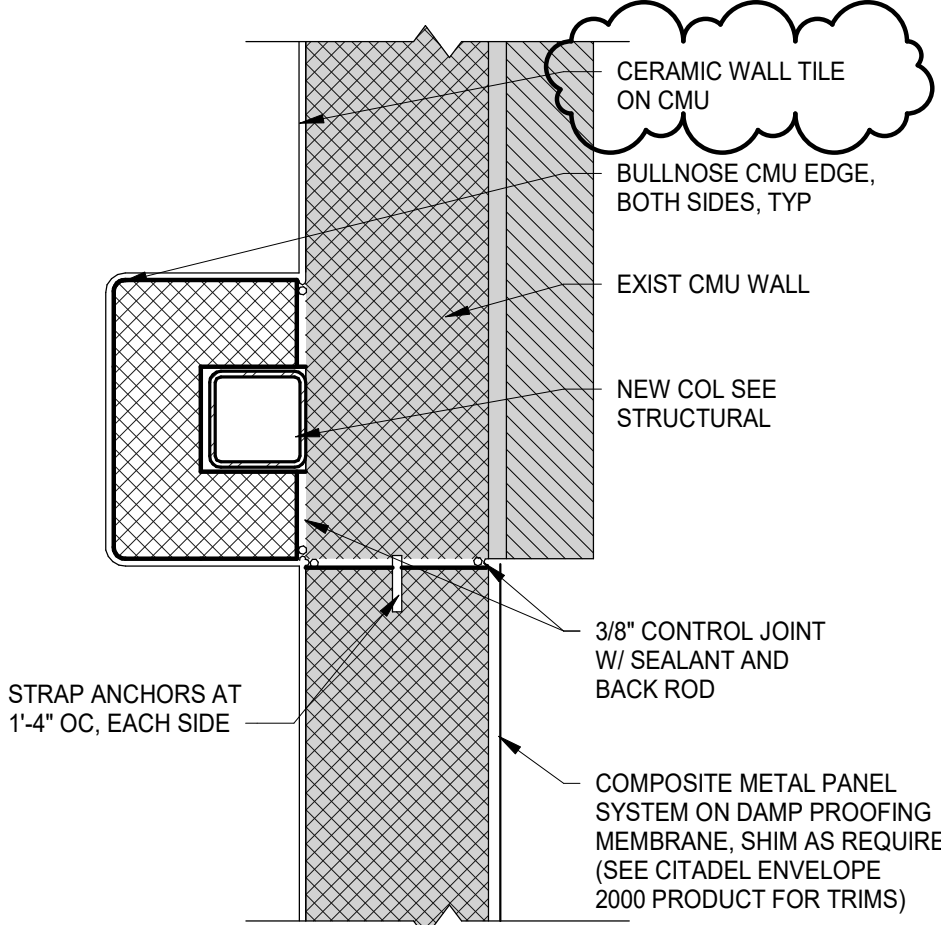 CERAMIC WALL TILE
ON CMU
BULLNOSE CMU EDGE,
BOTH SIDES, TYP
EXIST CMU WALL
NEW COL SEE
STRUCTURAL
3/8" CONTROL JOINT
W/ SEALANT AND
BACK ROD
STRAP ANCHORS AT
1'-4" OC, EACH SIDE
COMPOSITE METAL PANEL
SYSTEM ON DAMP PROOFING
MEMBRANE, SHIM AS REQUIRE
(SEE CITADEL ENVELOPE
2000 PRODUCT FOR TRIMS)